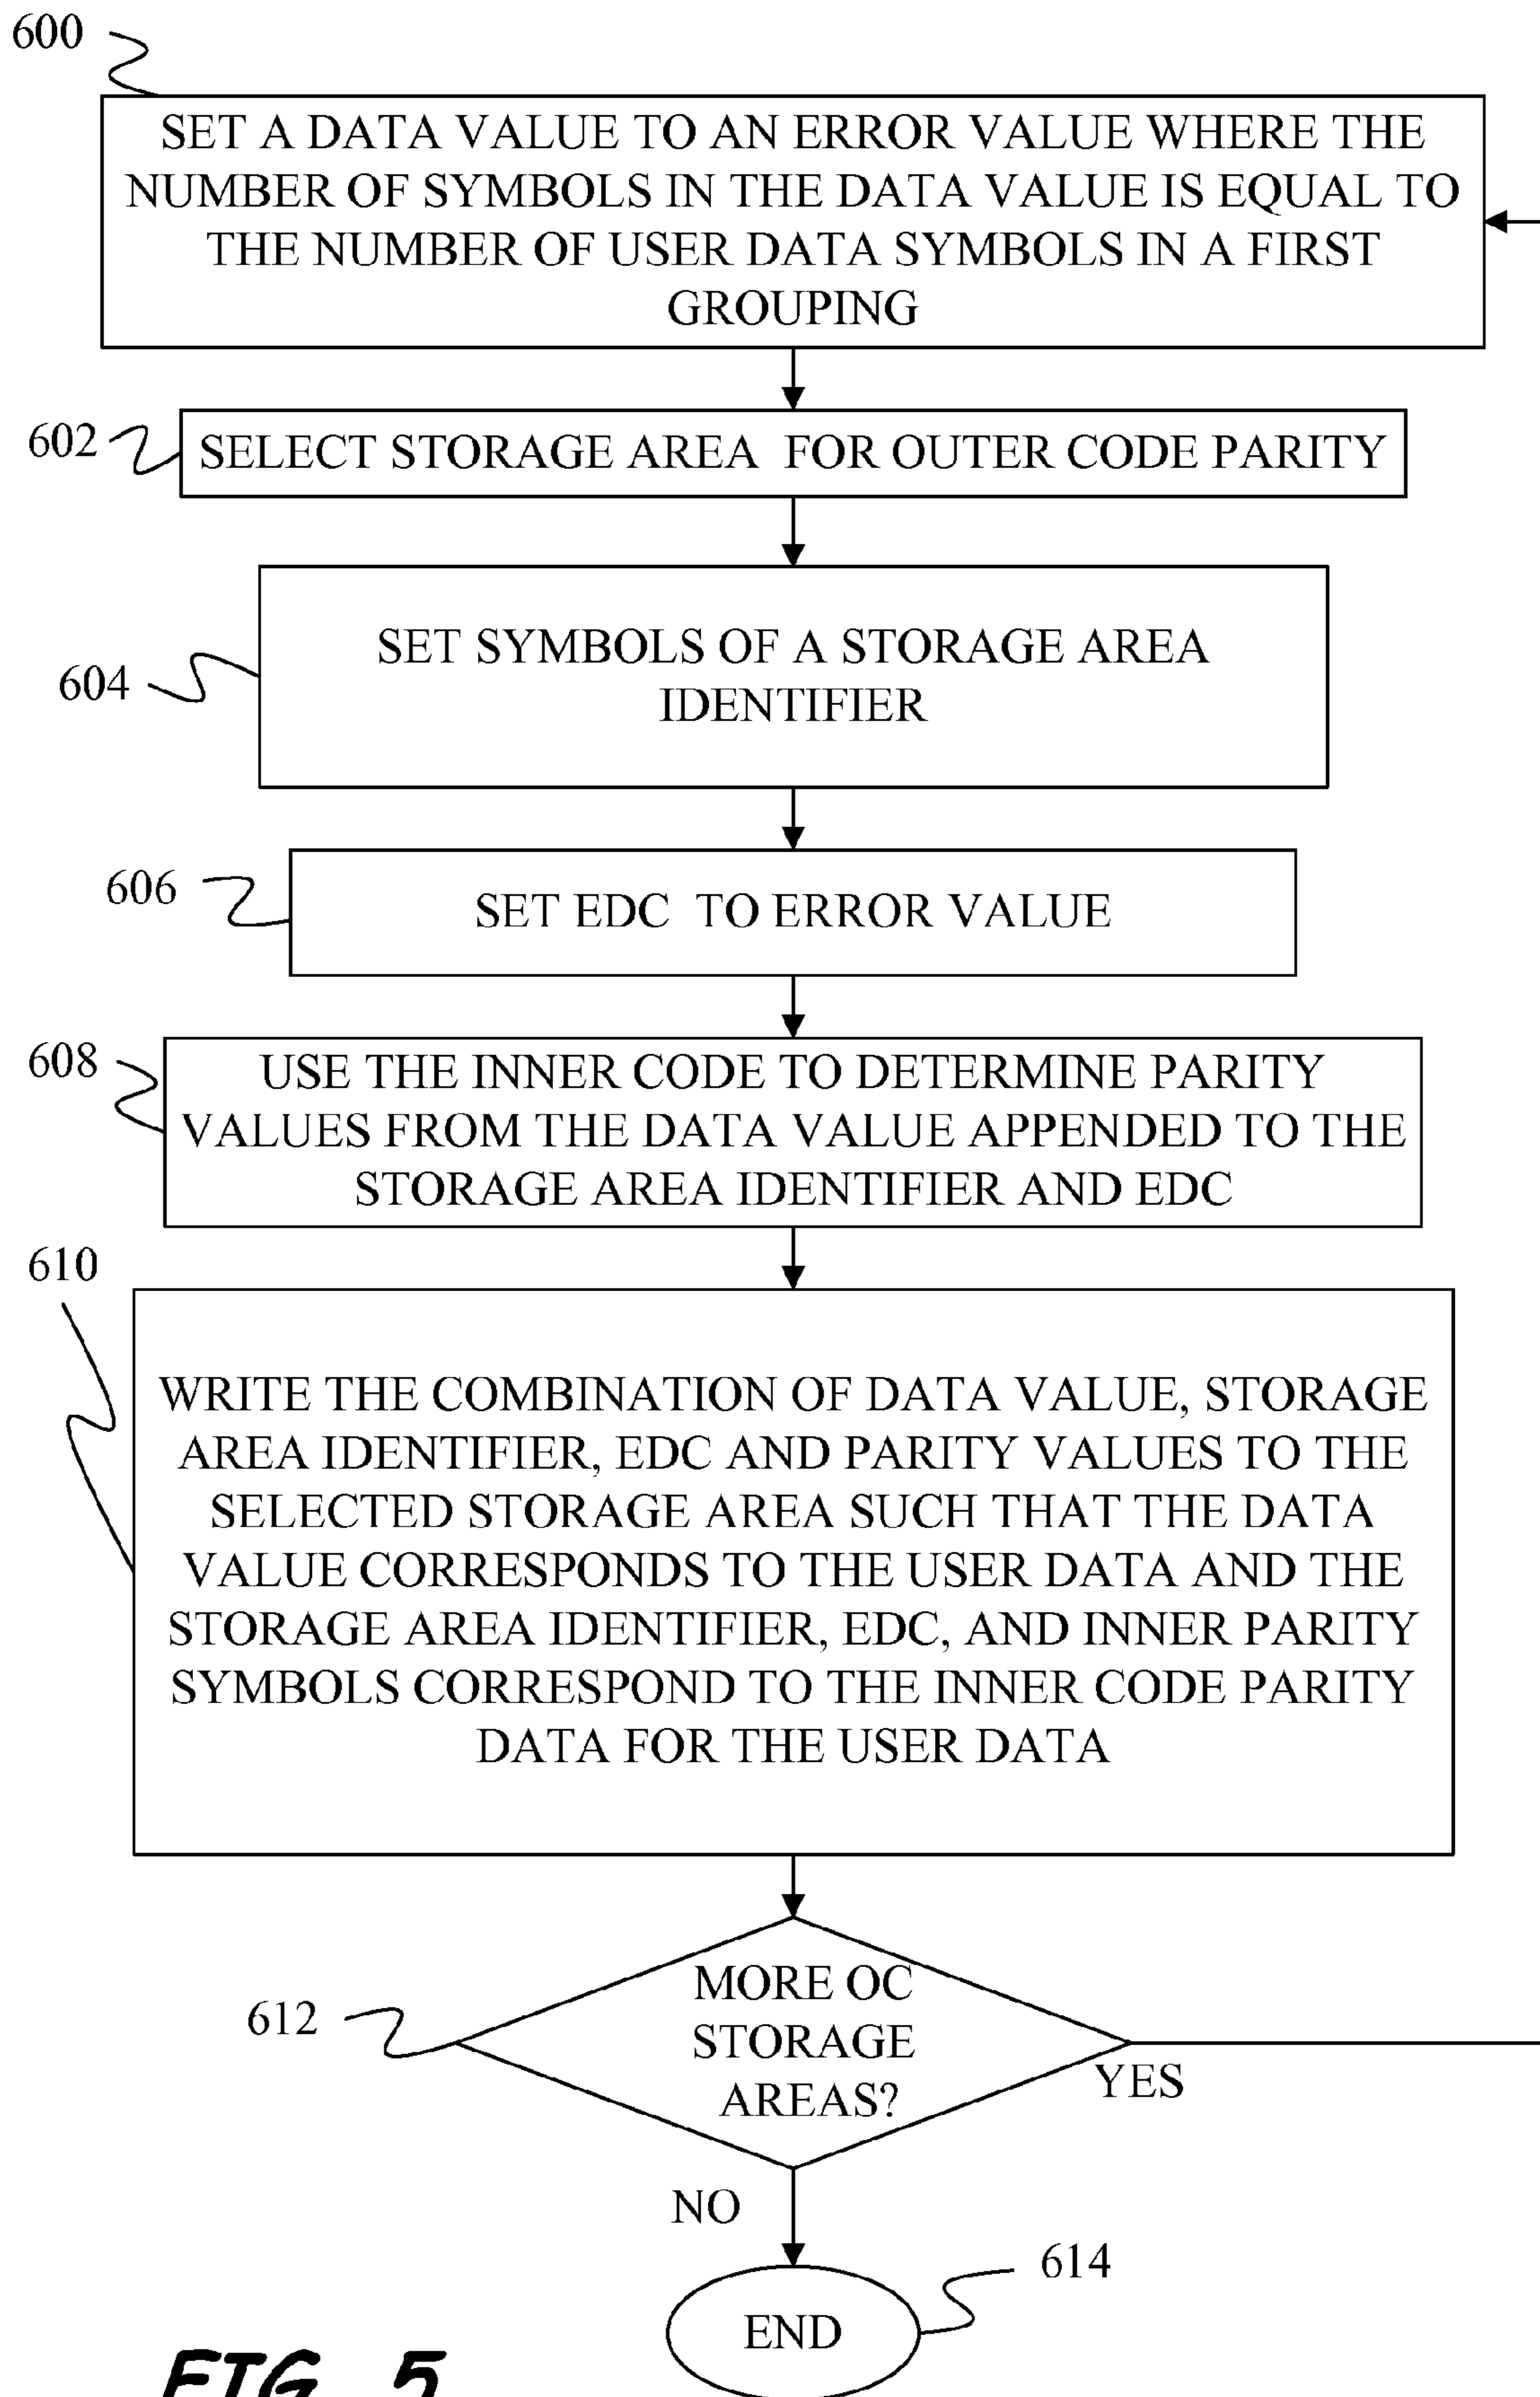 600
SET A DATA VALUE TO AN ERROR VALUE WHERE THE
NUMBER OF SYMBOLS IN THE DATA VALUE IS EQUAL TO
THE NUMBER OF USER DATA SYMBOLS IN A FIRST
GROUPING
602
SELECT STORAGE AREA FOR OUTER CODE PARITY
604
SET SYMBOLS OF A STORAGE AREA
IDENTIFIER
606
SET EDC TO ERROR VALUE
608
USE THE INNER CODE TO DETERMINE PARITY
VALUES FROM THE DATA VALUE APPENDED TO THE
STORAGE AREA IDENTIFIER AND EDC
610
WRITE THE COMBINATION OF DATA VALUE, STORAGE
AREA IDENTIFIER, EDC AND PARITY VALUES TO THE
SELECTED STORAGE AREA SUCH THAT THE DATA
VALUE CORRESPONDS TO THE USER DATA AND THE
STORAGE AREA IDENTIFIER, EDC, AND INNER PARITY
SYMBOLS CORRESPOND TO THE INNER CODE PARITY
DATA FOR THE USER DATA
612
MORE OC
STORAGE
AREAS?
YES
NO
614
END
FIG. 5